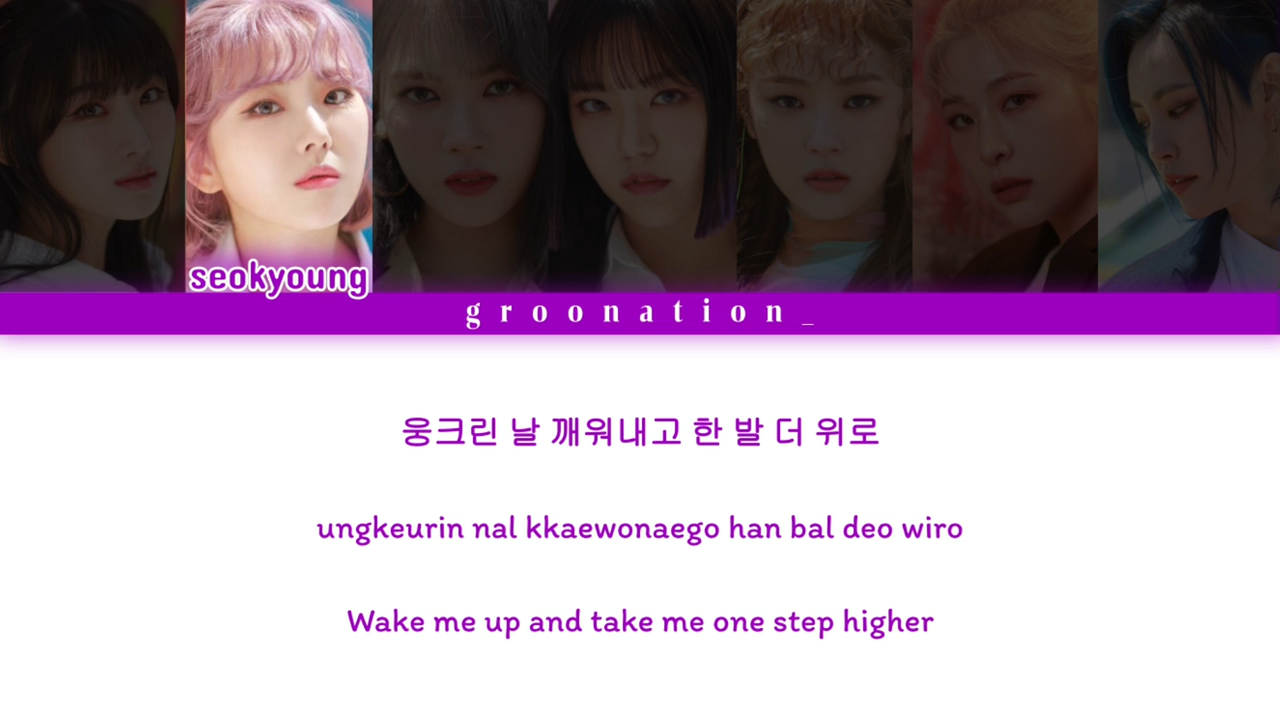 seokyoung
groonation_
웅크린 날 깨워내고 한 발 더 위로
ungkeurin nal kkaewonaego han bal deo wiro
Wake me up and take me one step higher